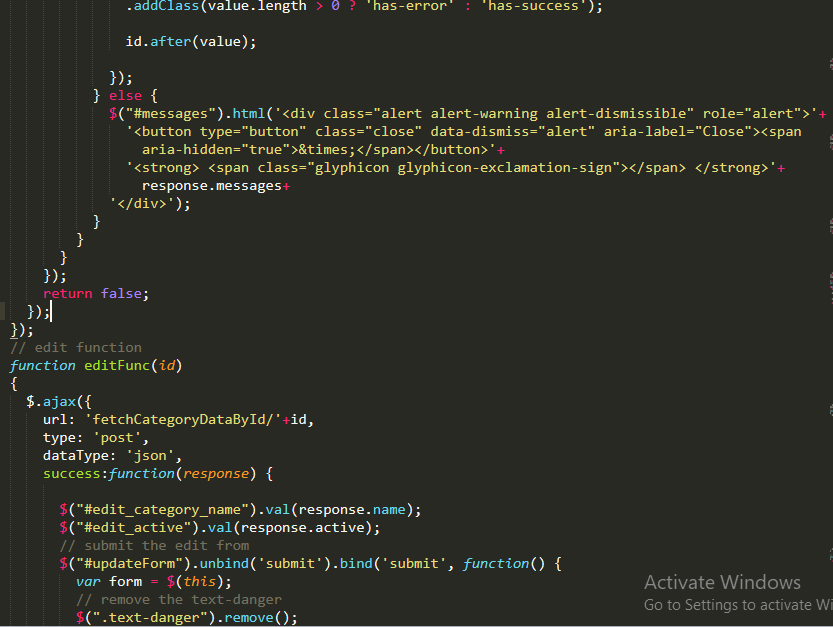 .addClass(value.length > 0 ? 'has-error' : 'has-success');
id.after(value);
});
} else {
$("#messages").html('<div class="alert alert-warning alert-dismissible" role="alert">'+
'<button type="button" class="close" data-dismiss="alert" aria-label="Close"><span
aria-hidden="true">&times;</span></button>'+
'<strong> <span class="glyphicon glyphicon-exclamation-sign"></span> </strong>'+
response.messages+
'</div>');
}
}
}
});
return false;
});
});
// edit function
function editFunc(id)
{
$.ajax({
url: 'fetchCategoryDataById/'+id,
type: 'post',
dataType: 'json',
success:function(response) {
$("#edit_category_name").val(response.name);
$("#edit_active").val(response.active);
// submit the edit from
$("#updateForm").unbind('submit').bind('submit', function() {
var form = $(this);
// remove the text-danger
$(".text-danger").remove();
Activate Windows
Go to Settings to activate Wi